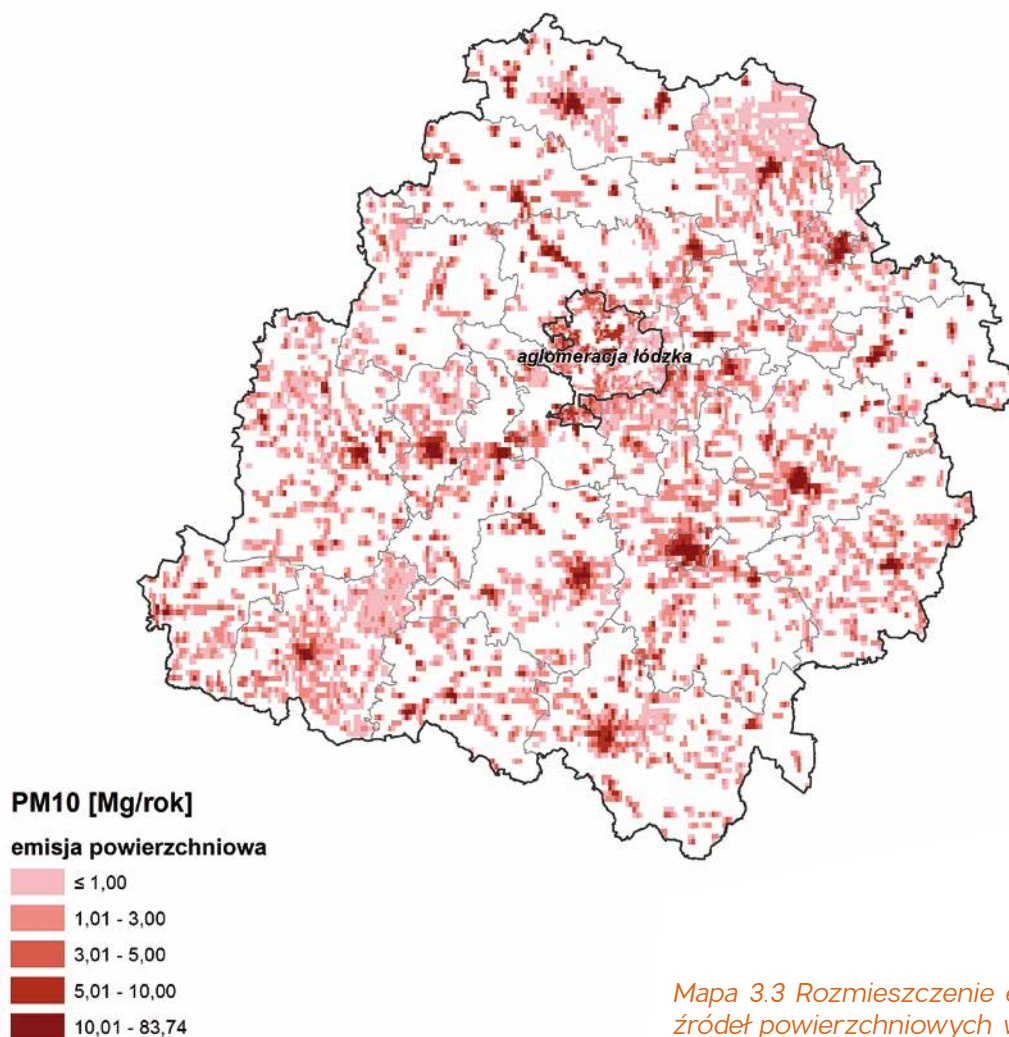 aglomeracja łódzka
PM10 [Mg/rok]
emisja powierzchniowa
≤ 1,00
1,01 - 3,00
3,01 - 5,00
5,01 - 10,00
10,01 - 83,74
Mapa 3.3 Rozmieszczenie
źródeł powierzchniowych